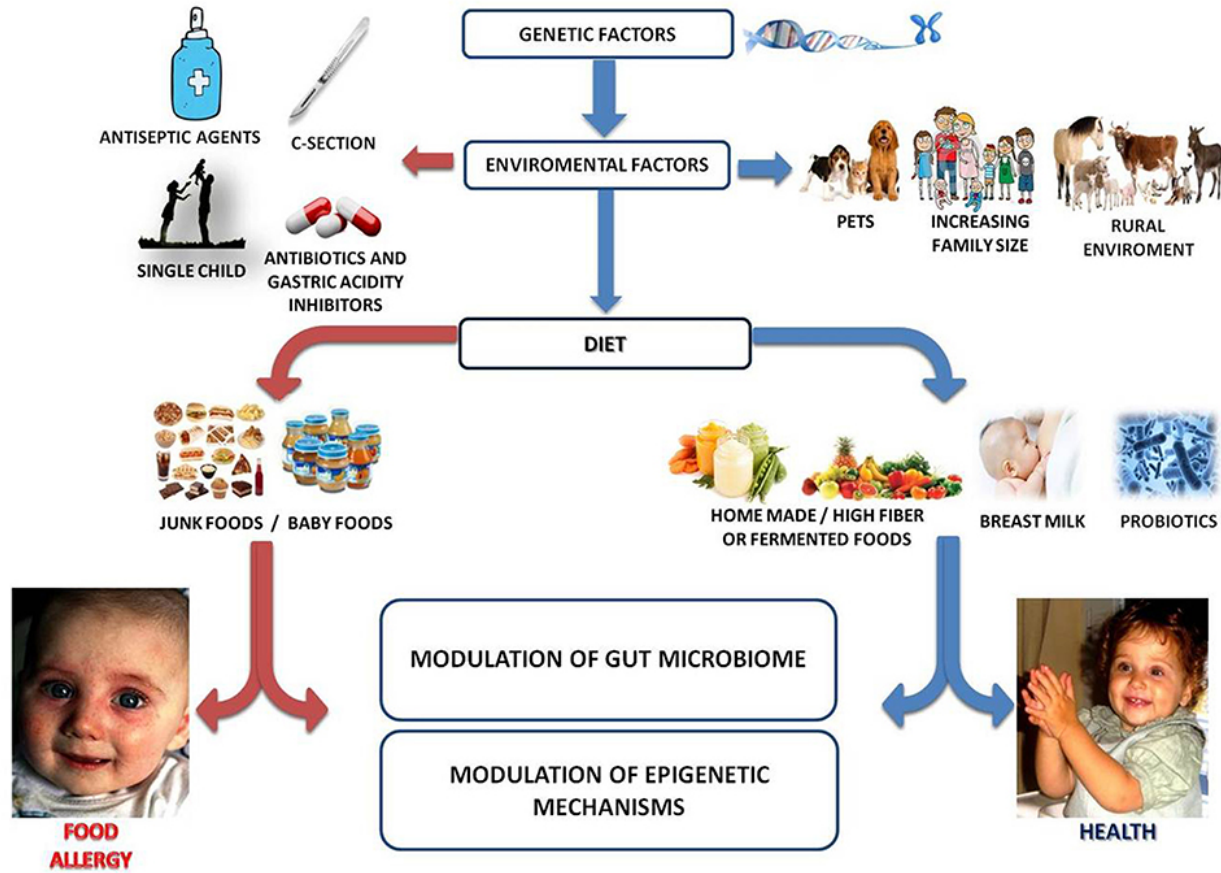 GENETIC FACTORS
ANTISEPTIC AGENTS
C-SECTION
ENVIROMENTAL FACTORS
PETS
INCREASING
FAMILY SIZE
RURAL
ENVIROMENT
SINGLE CHILD
ANTIBIOTICS AND
GASTRIC ACIDITY
INHIBITORS
DIET
JUNK FOODS / BABY FOODS
HOME MADE / HIGH FIBER
OR FERMENTED FOODS
BREAST MILK
PROBIOTICS
MODULATION OF GUT MICROBIOME
MODULATION OF EPIGENETIC
MECHANISMS
FOOD
ALLERGY
HEALTH